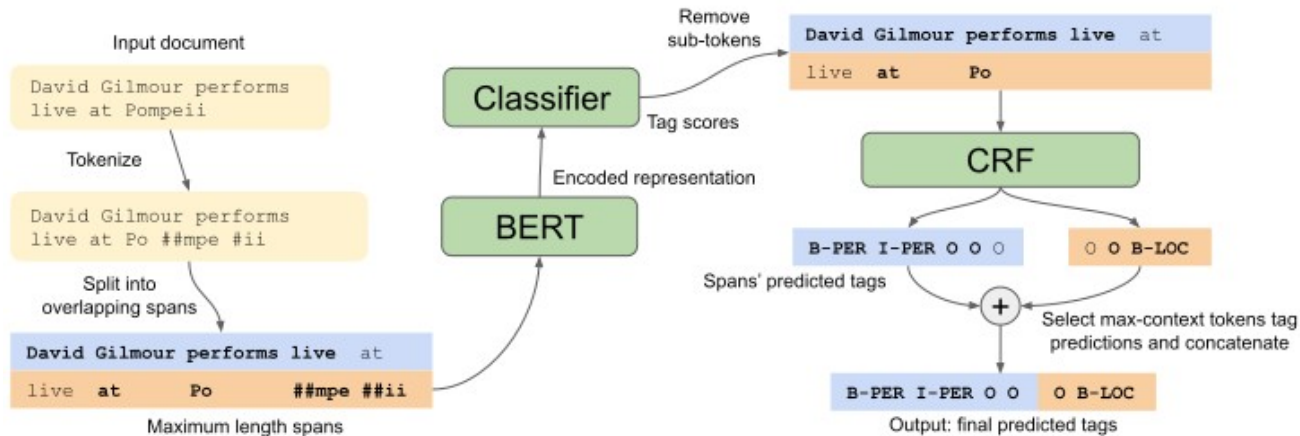 Input document
David Gilmour performs
live at Pompeii
Tokenize
David Gilmour performs
live at Po ##mpe #ii
Split into
overlapping spans
David Gilmour performs live at
live at Po ##mpe ##ii
Maximum length spans
BERT
Encoded representation
Classifier
Tag scores
Remove
sub-tokens
David Gilmour performs live at
live at Po
CRF
B-PER I-PER O O O
O O B-LOC
Spans' predicted tags
+
Select max-context tokens tag
predictions and concatenate
B-PER I-PER O O O B-LOC
Output: final predicted tags